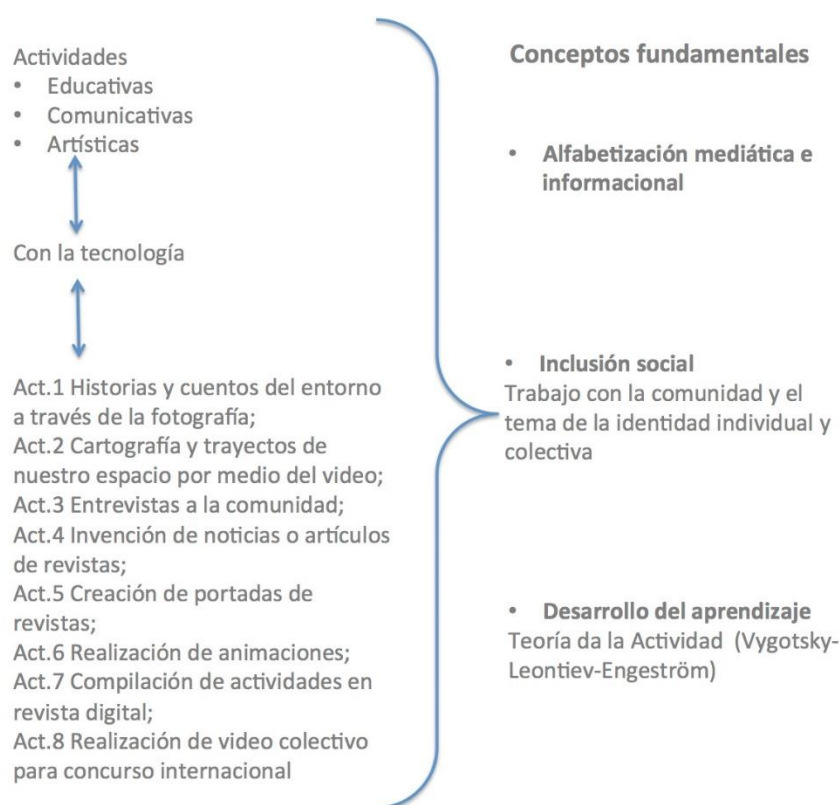 Actividades
• Educativas
• Comunicativas
• Artísticas
Con la tecnología
Act.1 Historias y cuentos del entorno
a través de la fotografía;
Act.2 Cartografía y trayectos de
nuestro espacio por medio del video;
Act.3 Entrevistas a la comunidad;
Act.4 Invención de noticias o artículos
de revistas;
Act.5 Creación de portadas de
revistas;
Act.6 Realización de animaciones;
Act.7 Compilación de actividades en
revista digital;
Act.8 Realización de video colectivo
para concurso internacional
Conceptos fundamentales
• Alfabetización mediática e
informacional
• Inclusión social
Trabajo con la comunidad y el
tema de la identidad individual y
colectiva
• Desarrollo del aprendizaje
Teoría da la Actividad (Vygotsky-
Leontiev-Engeström)